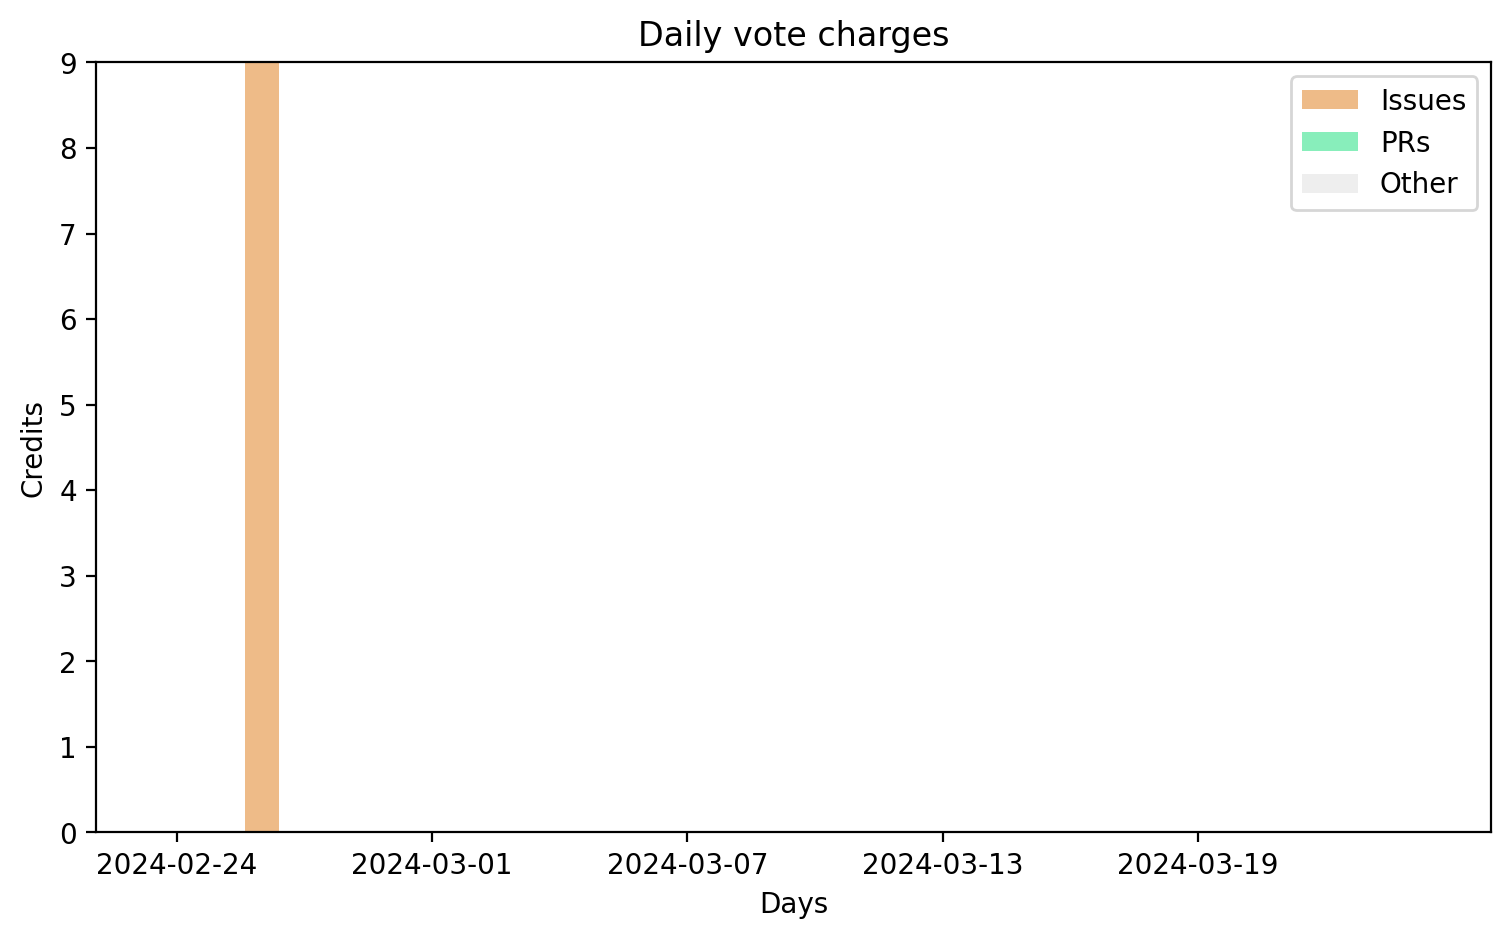 Daily vote charges
9
8
7
6
5
4
3
2
1
0
Credits
Issues
PRs
Other
2024-02-24
2024-03-01
2024-03-07
2024-03-13
2024-03-19
Days